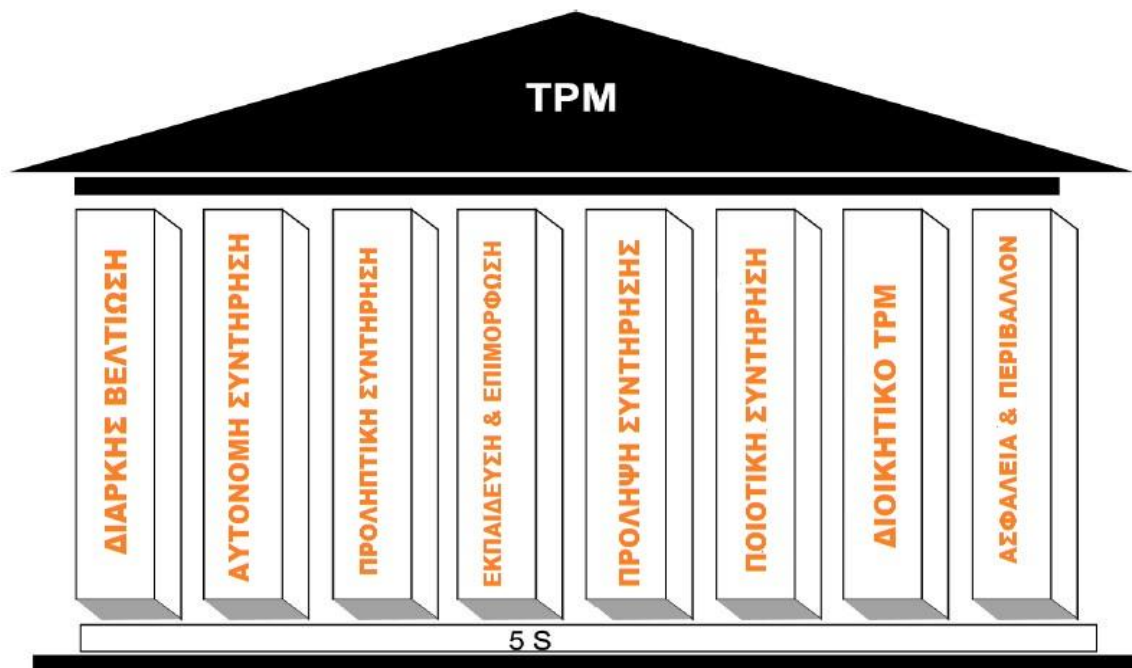 TPM
ΔΙΑΡΚΗΣ ΒΕΛΤΙΩΣΗ
ΑΥΤΟΝΟΜΗ ΣΥΝΤΗΡΗΣΗ
ΠΡΟΛΗΠΤΙΚΗ ΣΥΝΤΗΡΗΣΗ
ΕΚΠΑΙΔΕΥΣΗ & ΕΠΙΜΟΡΦΩΣΗ
ΠΡΟΛΗΨΗ ΣΥΝΤΗΡΗΣΗΣ
ΠΟΙΟΤΙΚΗ ΣΥΝΤΗΡΗΣΗ
ΔΙΟΙΚΗΤΙΚΟ TPM
ΑΣΦΑΛΕΙΑ & ΠΕΡΙΒΑΛΛΟΝ
5 S